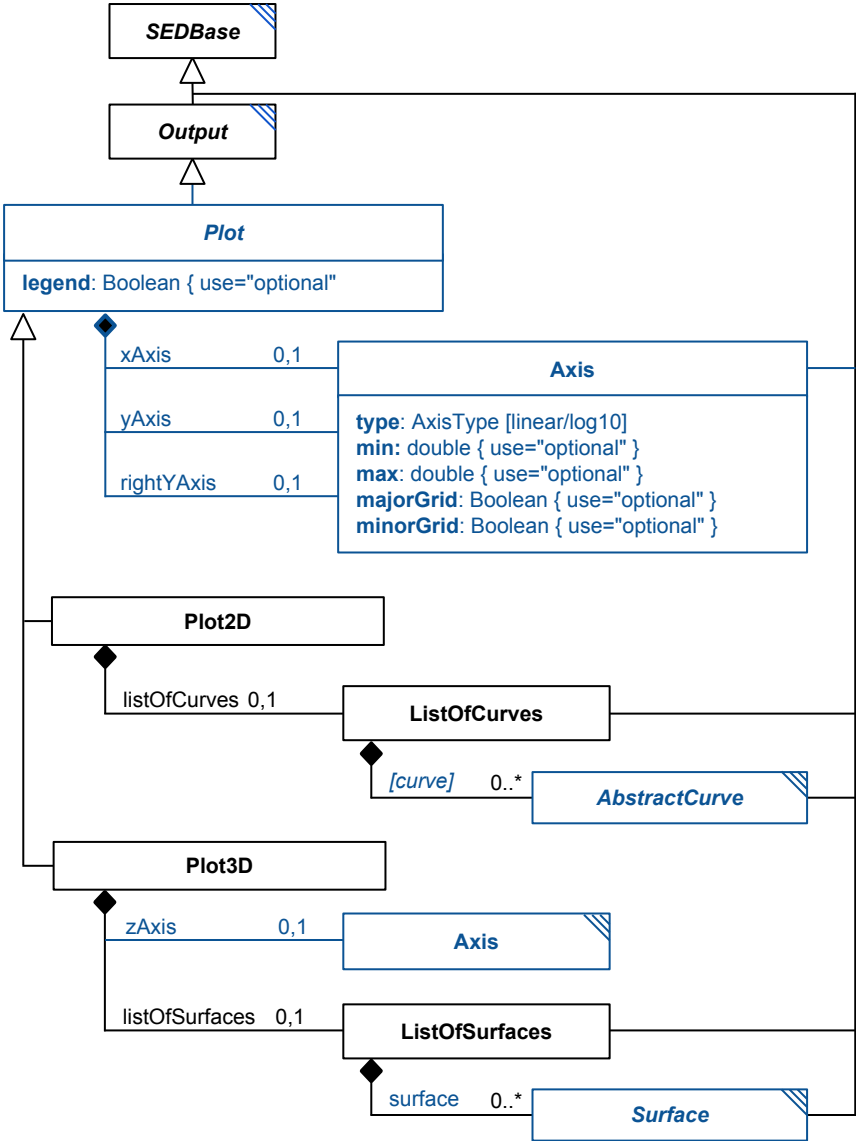 SEDBase
Output
Plot
legend: Boolean { use="optional"
xAxis 0,1
Axis
yAxis 0,1
rightYAxis 0,1
type: AxisType [linear/log10]
min: double { use="optional" }
max: double { use="optional" }
majorGrid: Boolean { use="optional" }
minorGrid: Boolean { use="optional" }
Plot2D
listOfCurves 0,1
ListOfCurves
[curve] 0..*
AbstractCurve
Plot3D
zAxis 0,1
Axis
listOfSurfaces 0,1
ListOfSurfaces
surface 0..*
Surface